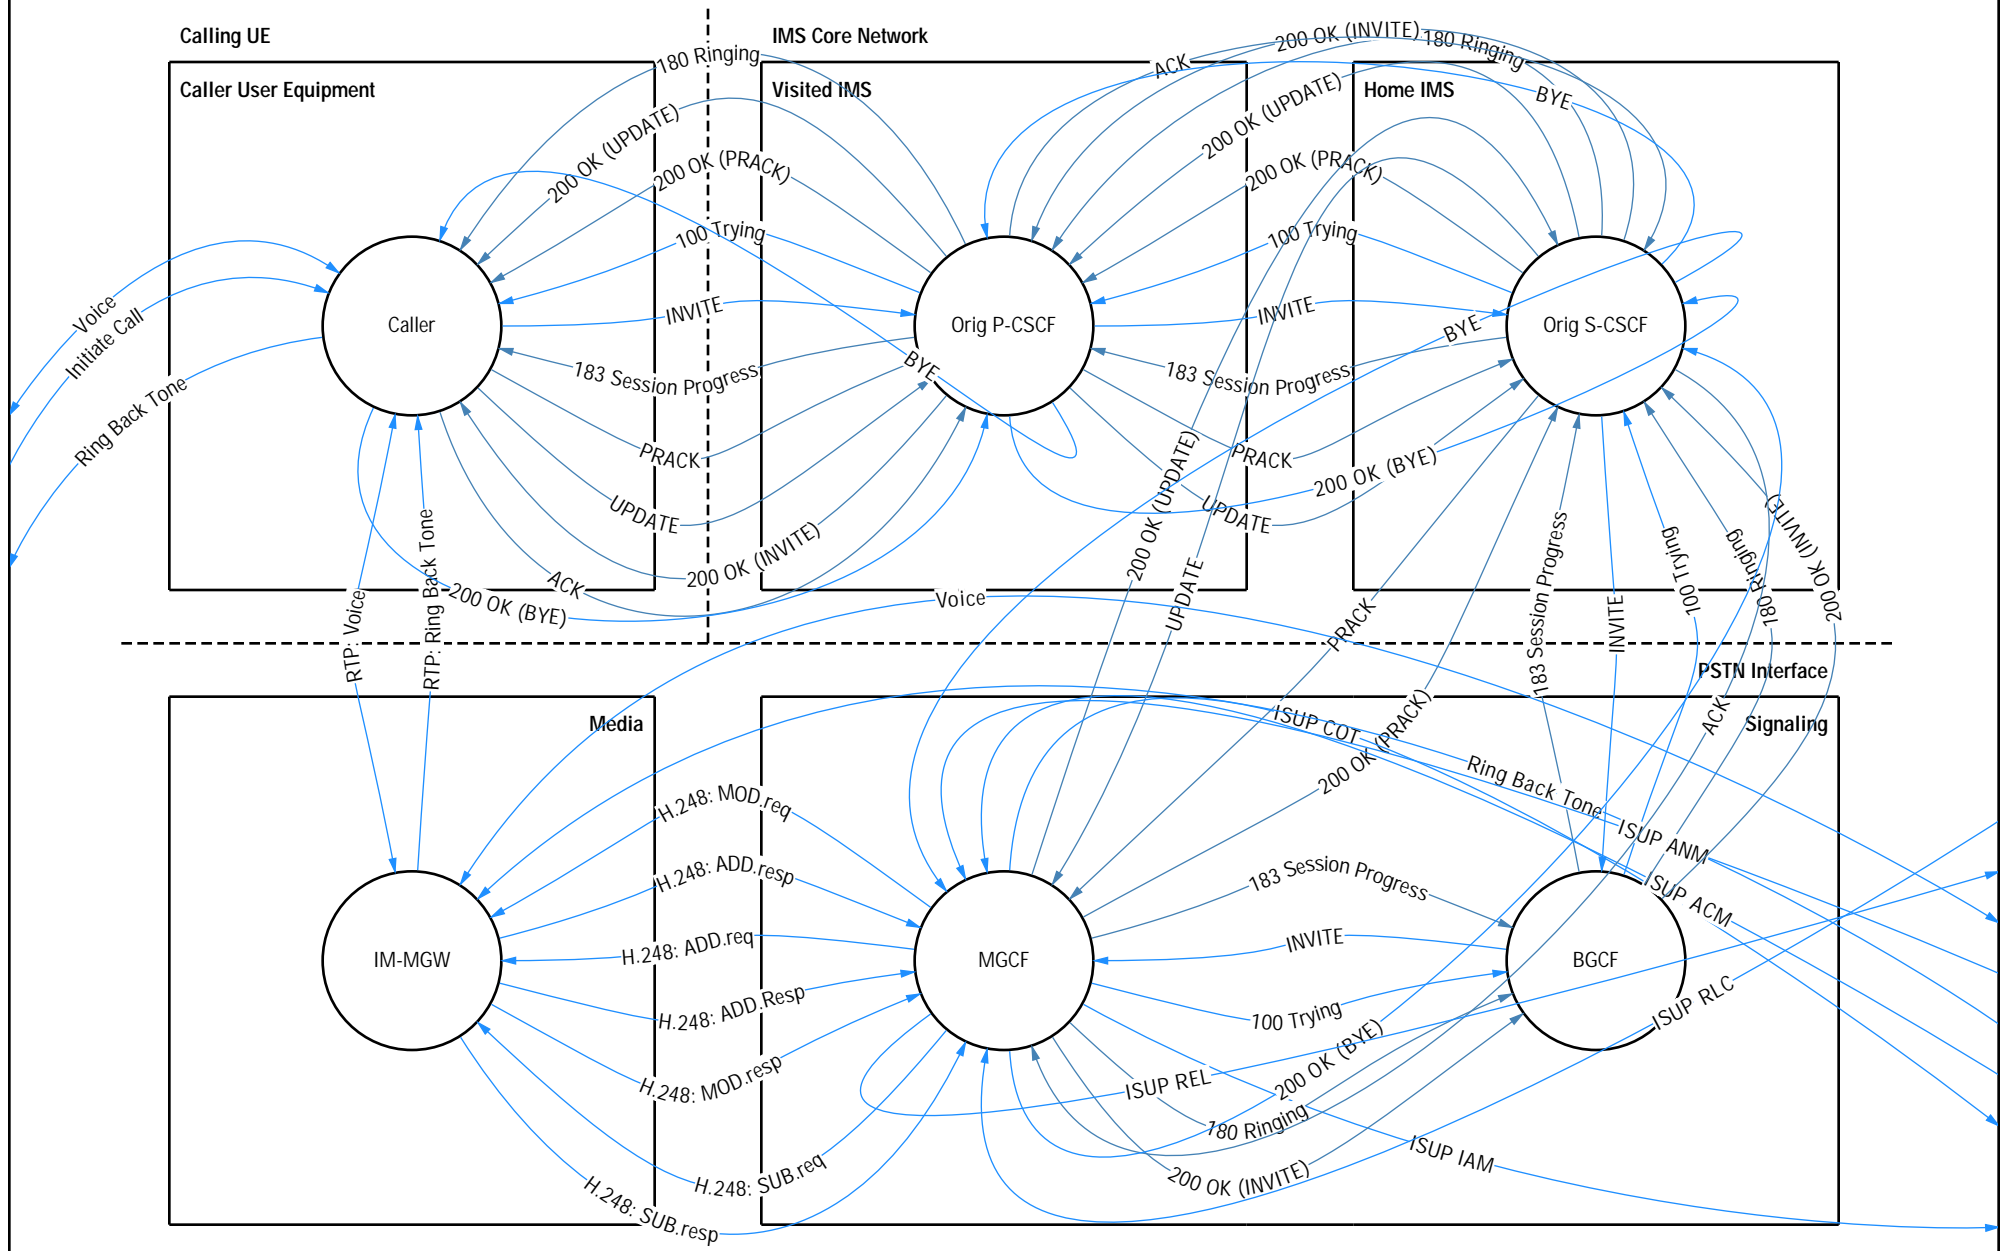 Calling UE
IMS Core Network
Caller User Equipment
Visited IMS
Home IMS
180 Ringing
ACK
200 OK (INVITE)
180 Ringing
BYE
200 OK (UPDATE)
200 OK (UPDATE)
200 OK (PRACK)
200 OK (PRACK)
100 Trying
100 Trying
Voice
Initiate Call
Ring Back Tone
Caller
INVITE
Orig P-CSCF
INVITE
BYE
Orig S-CSCF
183 Session Progress
BYE
183 Session Progress
PRACK
PRACK
200 OK (BYE)
UPDATE
UPDATE
200 OK (INVITE)
ACK
200 OK (BYE)
Voice
RTP: Voice
RTP: Ring Back Tone
200 OK (UPDATE)
UPDATE
PRACK
200 OK (PRACK)
183 Session Progress
INVITE
100 Trying
180 Ringing
200 OK (INVITE)
ACK
PSTN Interface
Media
Signaling
ISUP COT
Ring Back Tone
ISUP ANM
ISUP ACM
H.248: MOD.req
H.248: ADD.resp
183 Session Progress
H.248: ADD.req
INVITE
IM-MGW
MGCF
BGCF
H.248: ADD.Resp
100 Trying
ISUP RLC
H.248: MOD.resp
ISUP REL
200 OK (BYE)
180 Ringing
ISUP IAM
H.248: SUB.req
200 OK (INVITE)
H.248: SUB.resp